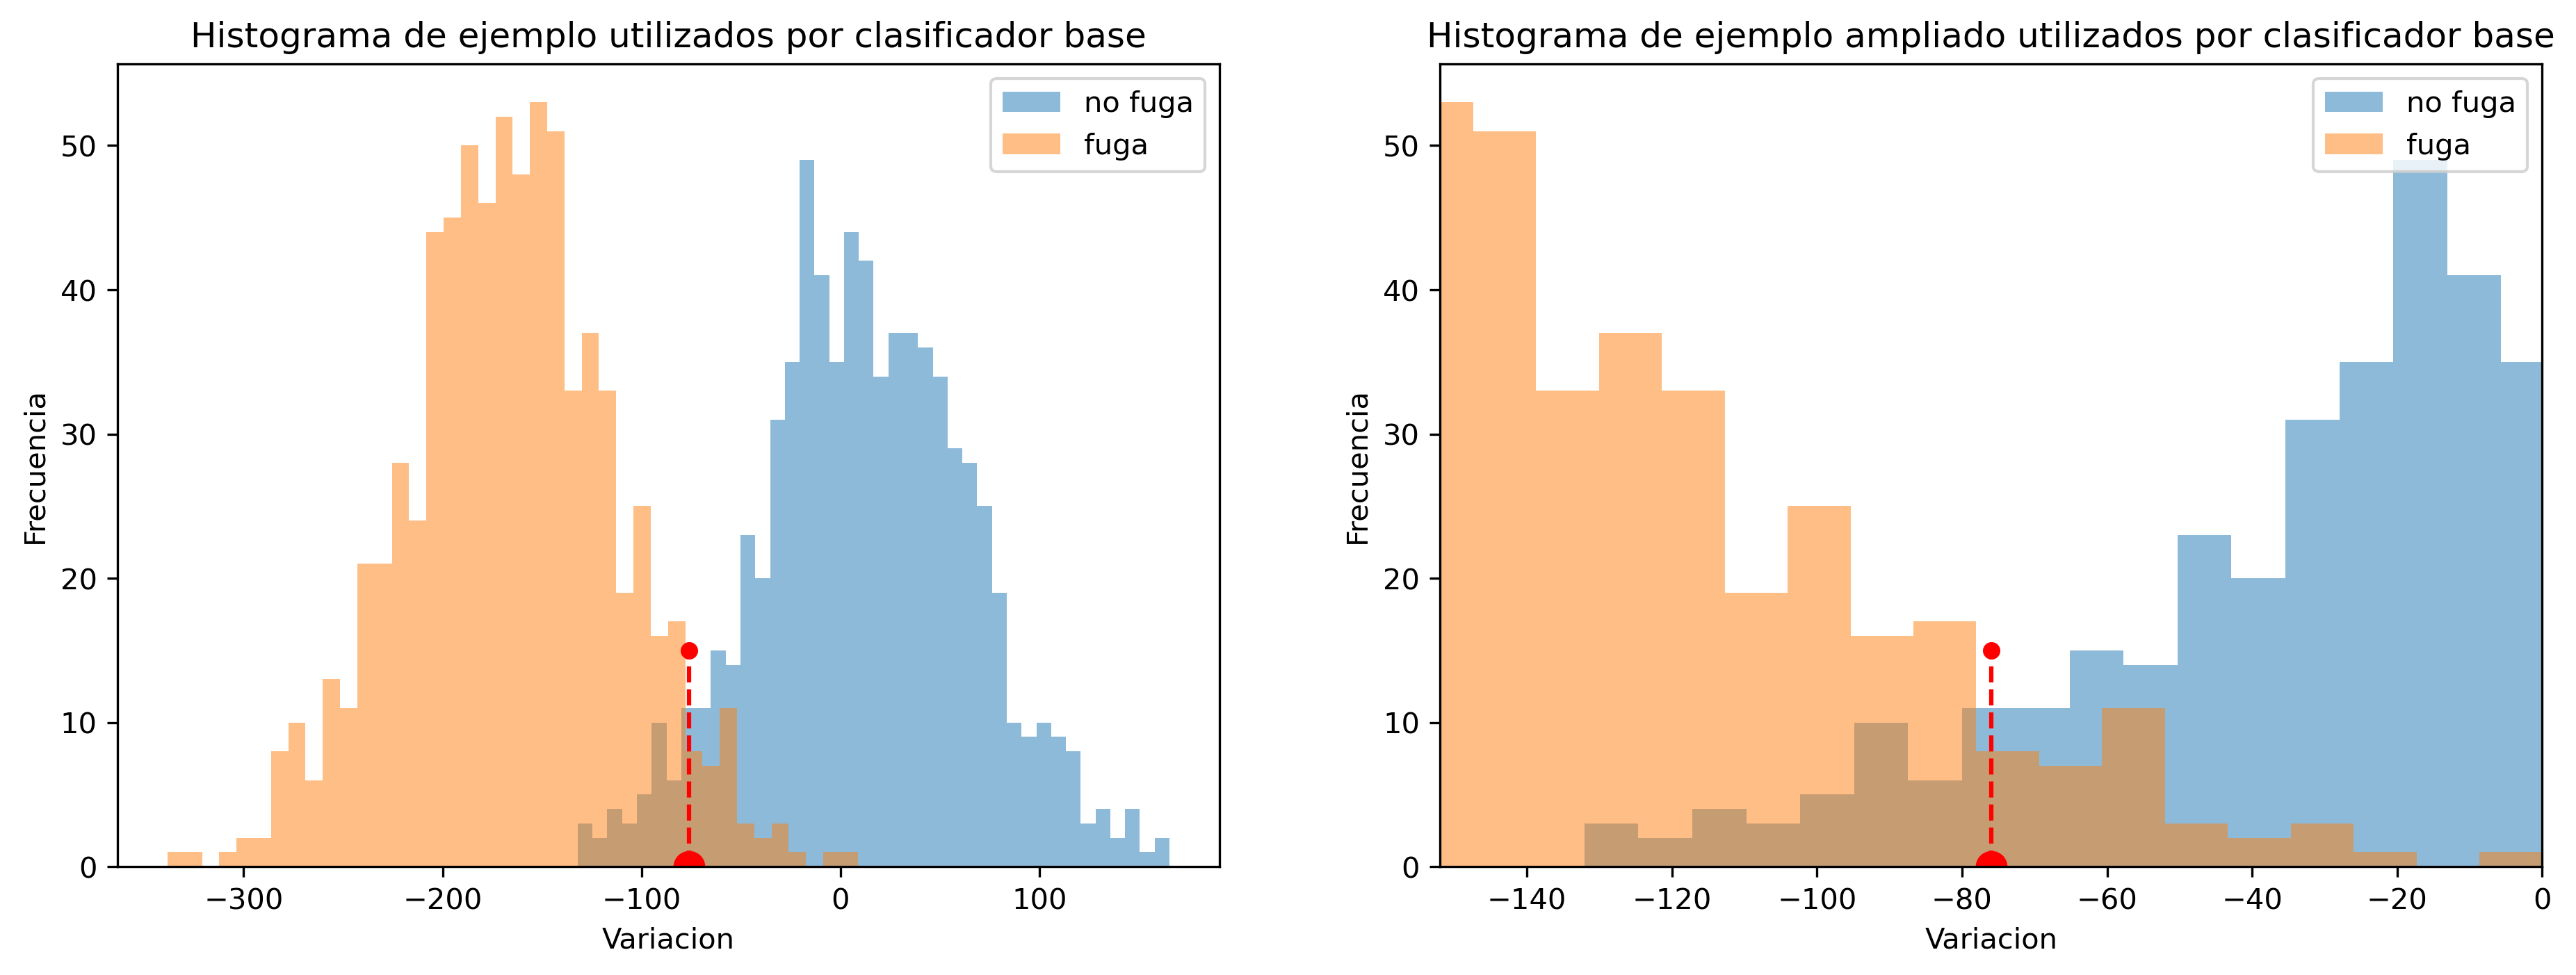 Histograma de ejemplo utilizados por clasificador base
no fuga
fuga
50
40
30
20
10
0
Frecuencia
−300
−200
−100
0
100
Variacion
Histograma de ejemplo ampliado utilizados por clasificador base
no fuga
fuga
50
40
30
20
10
0
Frecuencia
−140
−120
−100
−80
−60
−40
−20
0
Variacion